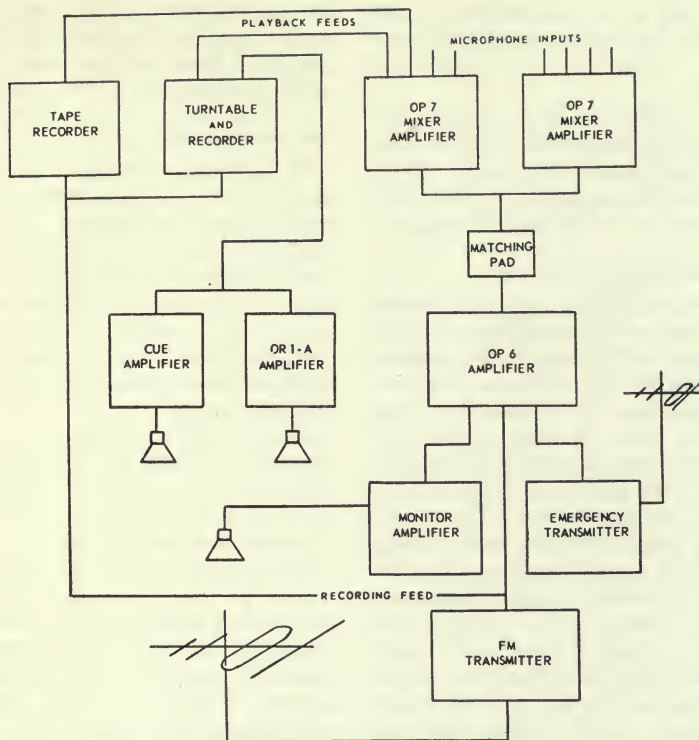 PLAYBACK FEEDS
MICROPHONE INPUTS
TAPE
RECORDER
TURNTABLE
AND
RECORDER
OP 7
MIXER
AMPLIFIER
OP 7
MIXER
AMPLIFIER
MATCHING
PAD
CUE
AMPLIFIER
OR 1-A
AMPLIFIER
OP 6
AMPLIFIER
MONITOR
AMPLIFIER
EMERGENCY
TRANSMITTER
RECORDING FEED
FM
TRANSMITTER